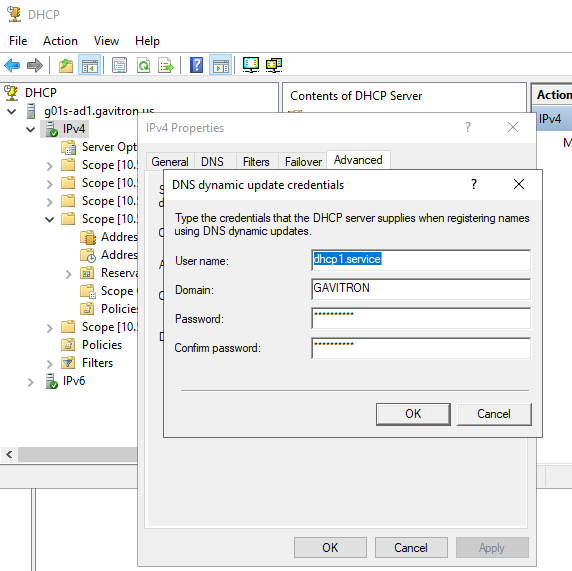 DHCP
File Action View Help
DHCP
g01s-ad1.gavitron.us
IPv4
Server Opt
Scope [10.
Scope [10.
Scope [10.
Scope [10.
Addres
Addres
Reserva
Scope O
Policies
Scope [10.
Policies
Filters
IPv6
Contents of DHCP Server
Action
IPv4
M
IPv4 Properties
?
General DNS Filters Failover Advanced
DNS dynamic update credentials
?
Type the credentials that the DHCP server supplies when registering names
using DNS dynamic updates.
User name:
dhcp1.service
Domain:
GAVITRON
Password:
**********
Confirm password:
**********
OK Cancel
OK Cancel Apply